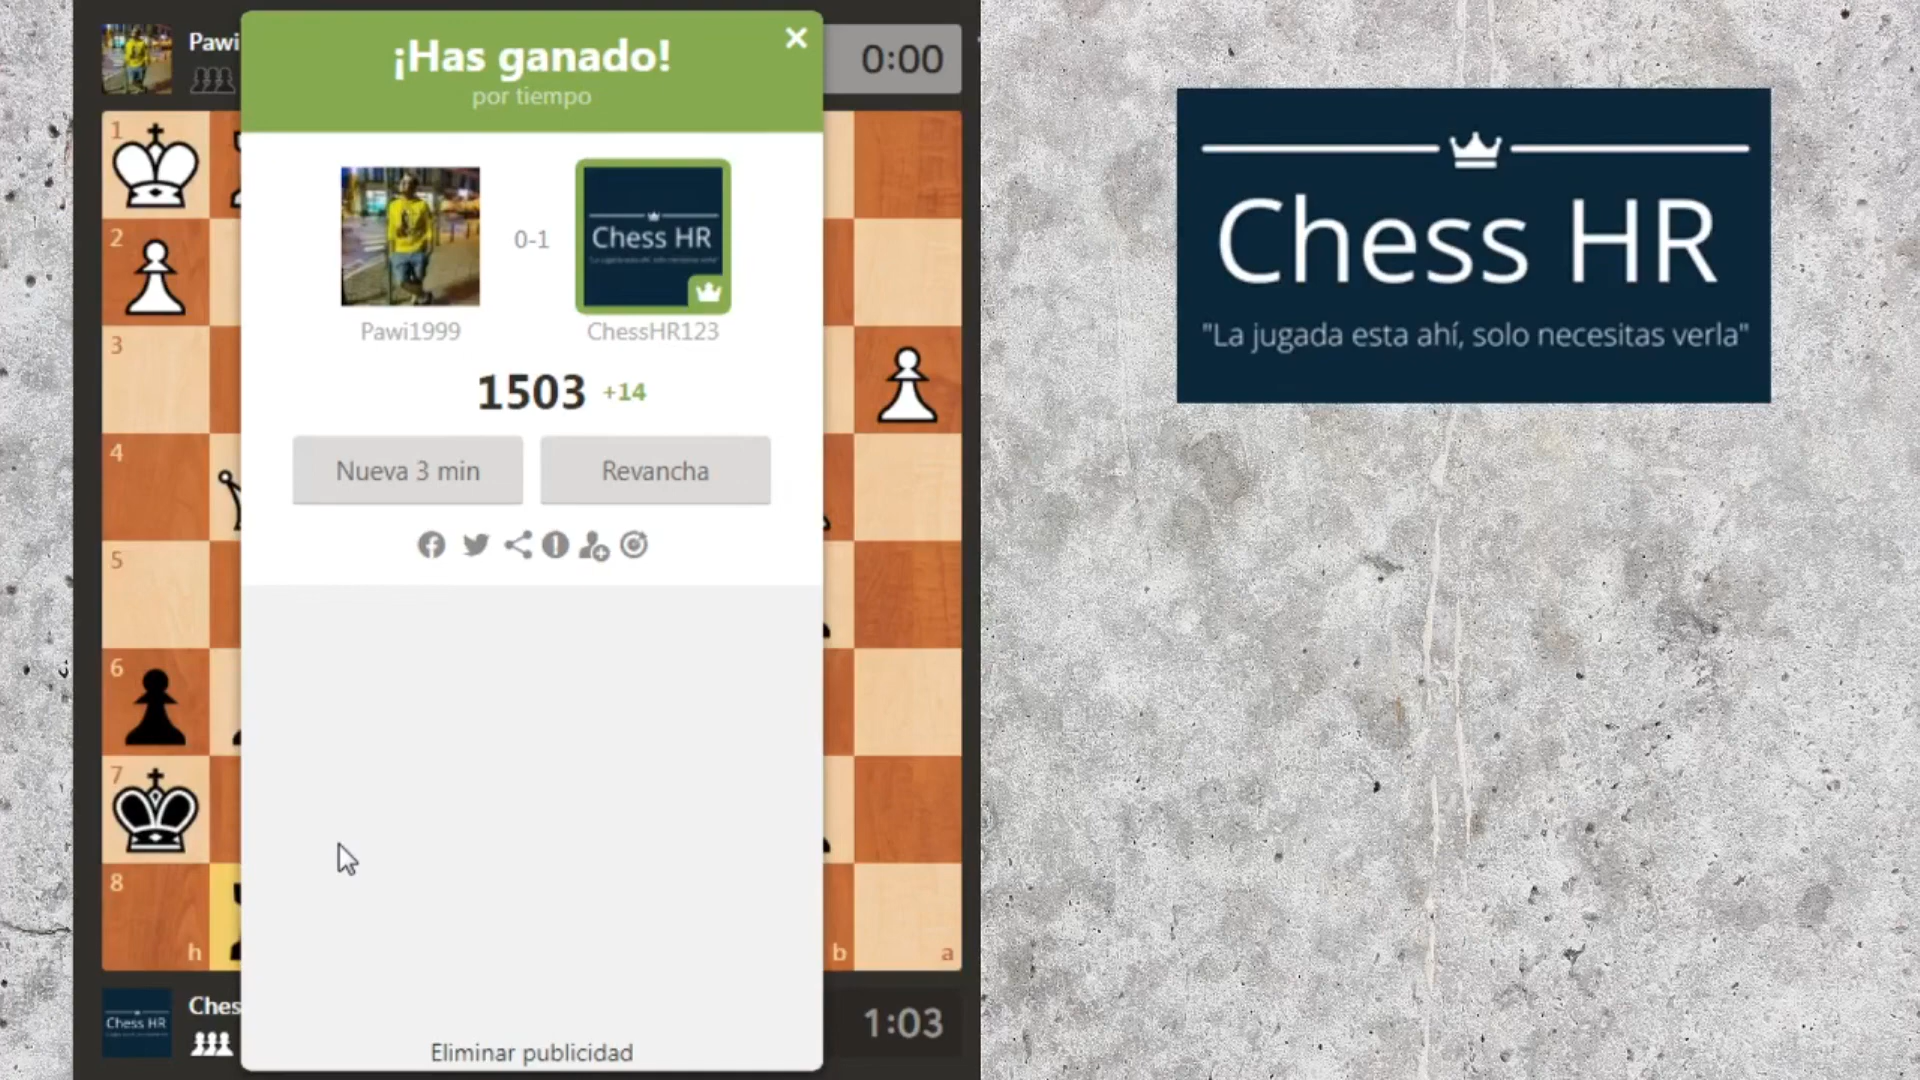 Pawi
¡Has ganado!
por tiempo
0:00
0-1
Chess HR
Pawi1999
ChessHR123
1503 +14
Nueva 3 min
Revancha
1
2
3
4
5
6
7
8
h
b
a
Eliminar publicidad
Chess HR
Ches
1:03
Chess HR
"La jugada esta ahí, solo necesitas verla"